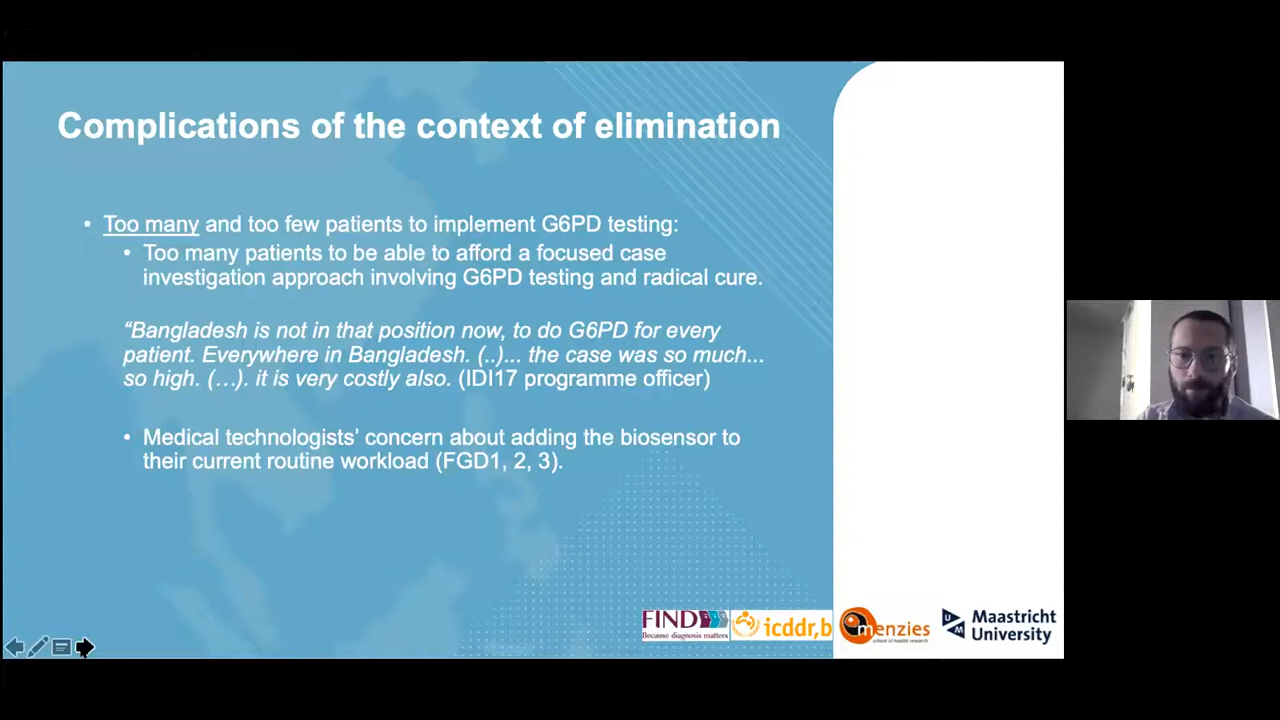 Complications of the context of elimination
• Too many and too few patients to implement G6PD testing:
• Too many patients to be able to afford a focused case
investigation approach involving G6PD testing and radical cure.
“Bangladesh is not in that position now, to do G6PD for every
patient. Everywhere in Bangladesh. (..)... the case was so much...
so high. (…). it is very costly also. (IDI17 programme officer)
• Medical technologists’ concern about adding the biosensor to
their current routine workload (FGD1, 2, 3).
FIND
Because diagnosis matters
icddr,b
menzies
school of health research
Maastricht
University